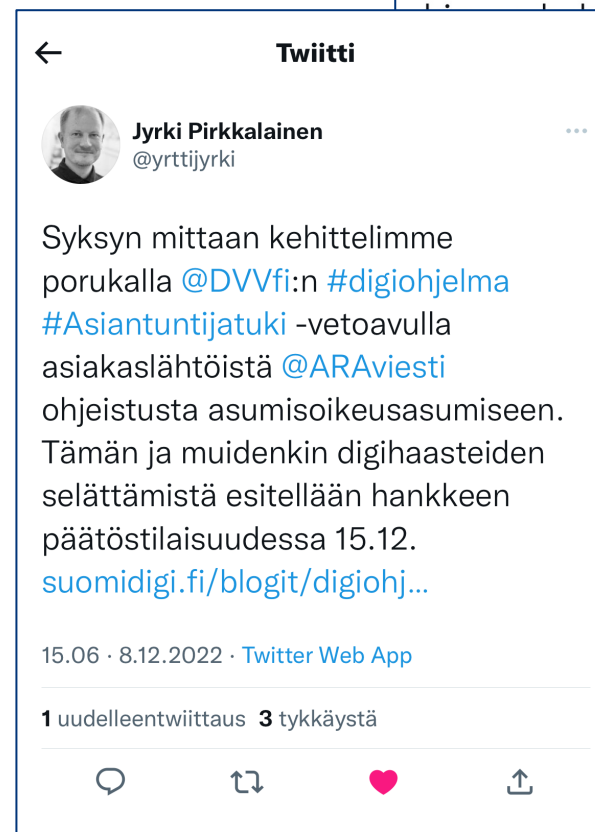 Twiitti
Jyrki Pirkkalainen
@yrttijyrki
Syksyn mittaan kehittelimme
porukalla @DVVfi:n #digiohjelma
#Asiantuntijatuki -vetoavulla
asiakaslähtöistä @ARAviesti
ohjeistusta asumisoikeusasumiseen.
Tämän ja muidenkin digihaasteiden
selättämistä esitellään hankkeen
päätöstilaisuudessa 15.12.
suomidigi.fi/blogit/digiohj...
15.06 · 8.12.2022 · Twitter Web App
1 uudelleentwiittaus 3 tykkäystä